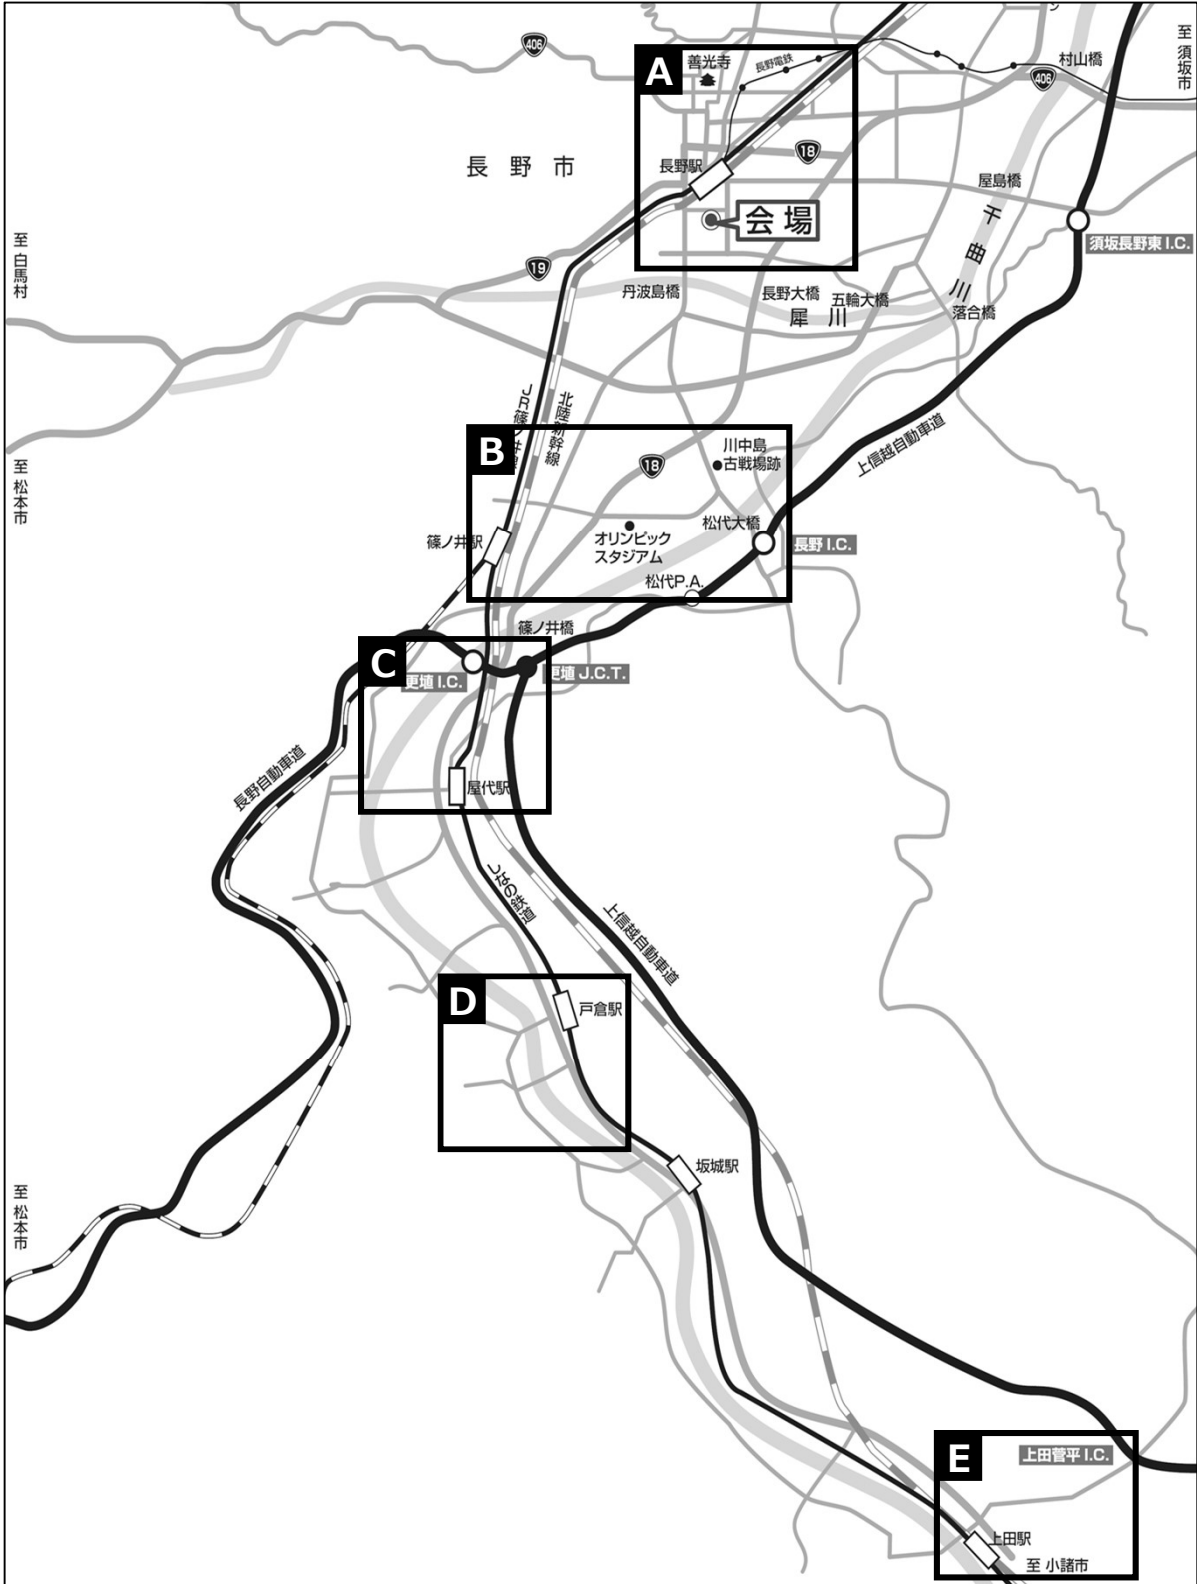 406
A
善光寺
長野電鉄
村山橋
406
至 須坂市
長野市
18
長野駅
屋島橋
会場
千曲川
須坂長野東 I.C.
至 白馬村
19
丹波島橋
長野大橋
五輪大橋
犀川
落合橋
北陸新幹線
上信越自動車道
至 松本市
B
18
川中島
古戦場跡
松代大橋
オリンピック
スタジアム
篠ノ井駅
長野 I.C.
松代P.A.
篠ノ井橋
C
更埴 I.C.
更埴 J.C.T.
屋代駅
長野自動車道
しなの鉄道
上信越自動車道
D
戸倉駅
坂城駅
至 松本市
E
上田菅平 I.C.
上田駅
至 小諸市